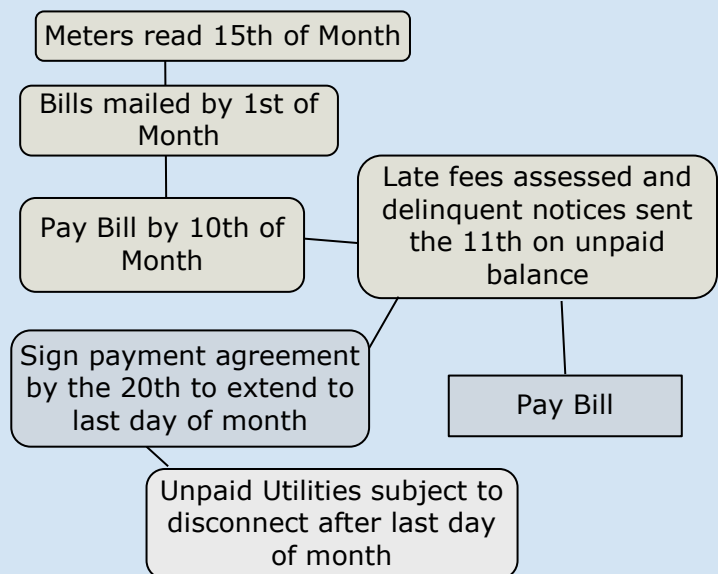 Meters read 15th of Month
Bills mailed by 1st of
Month
Pay Bill by 10th of
Month
Late fees assessed and
delinquent notices sent
the 11th on unpaid
balance
Sign payment agreement
by the 20th to extend to
last day of month
Pay Bill
Unpaid Utilities subject to
disconnect after last day
of month